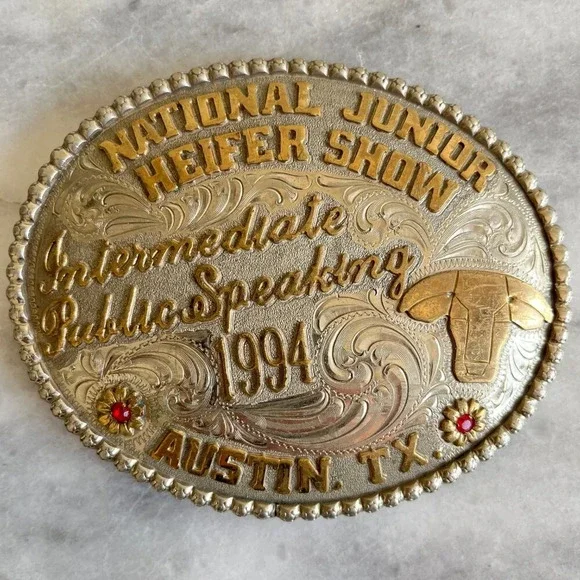 NATIONAL JUNIOR
HEIFER SHOW
Intermediate
Public Speaking
1994
AUSTIN. TX.